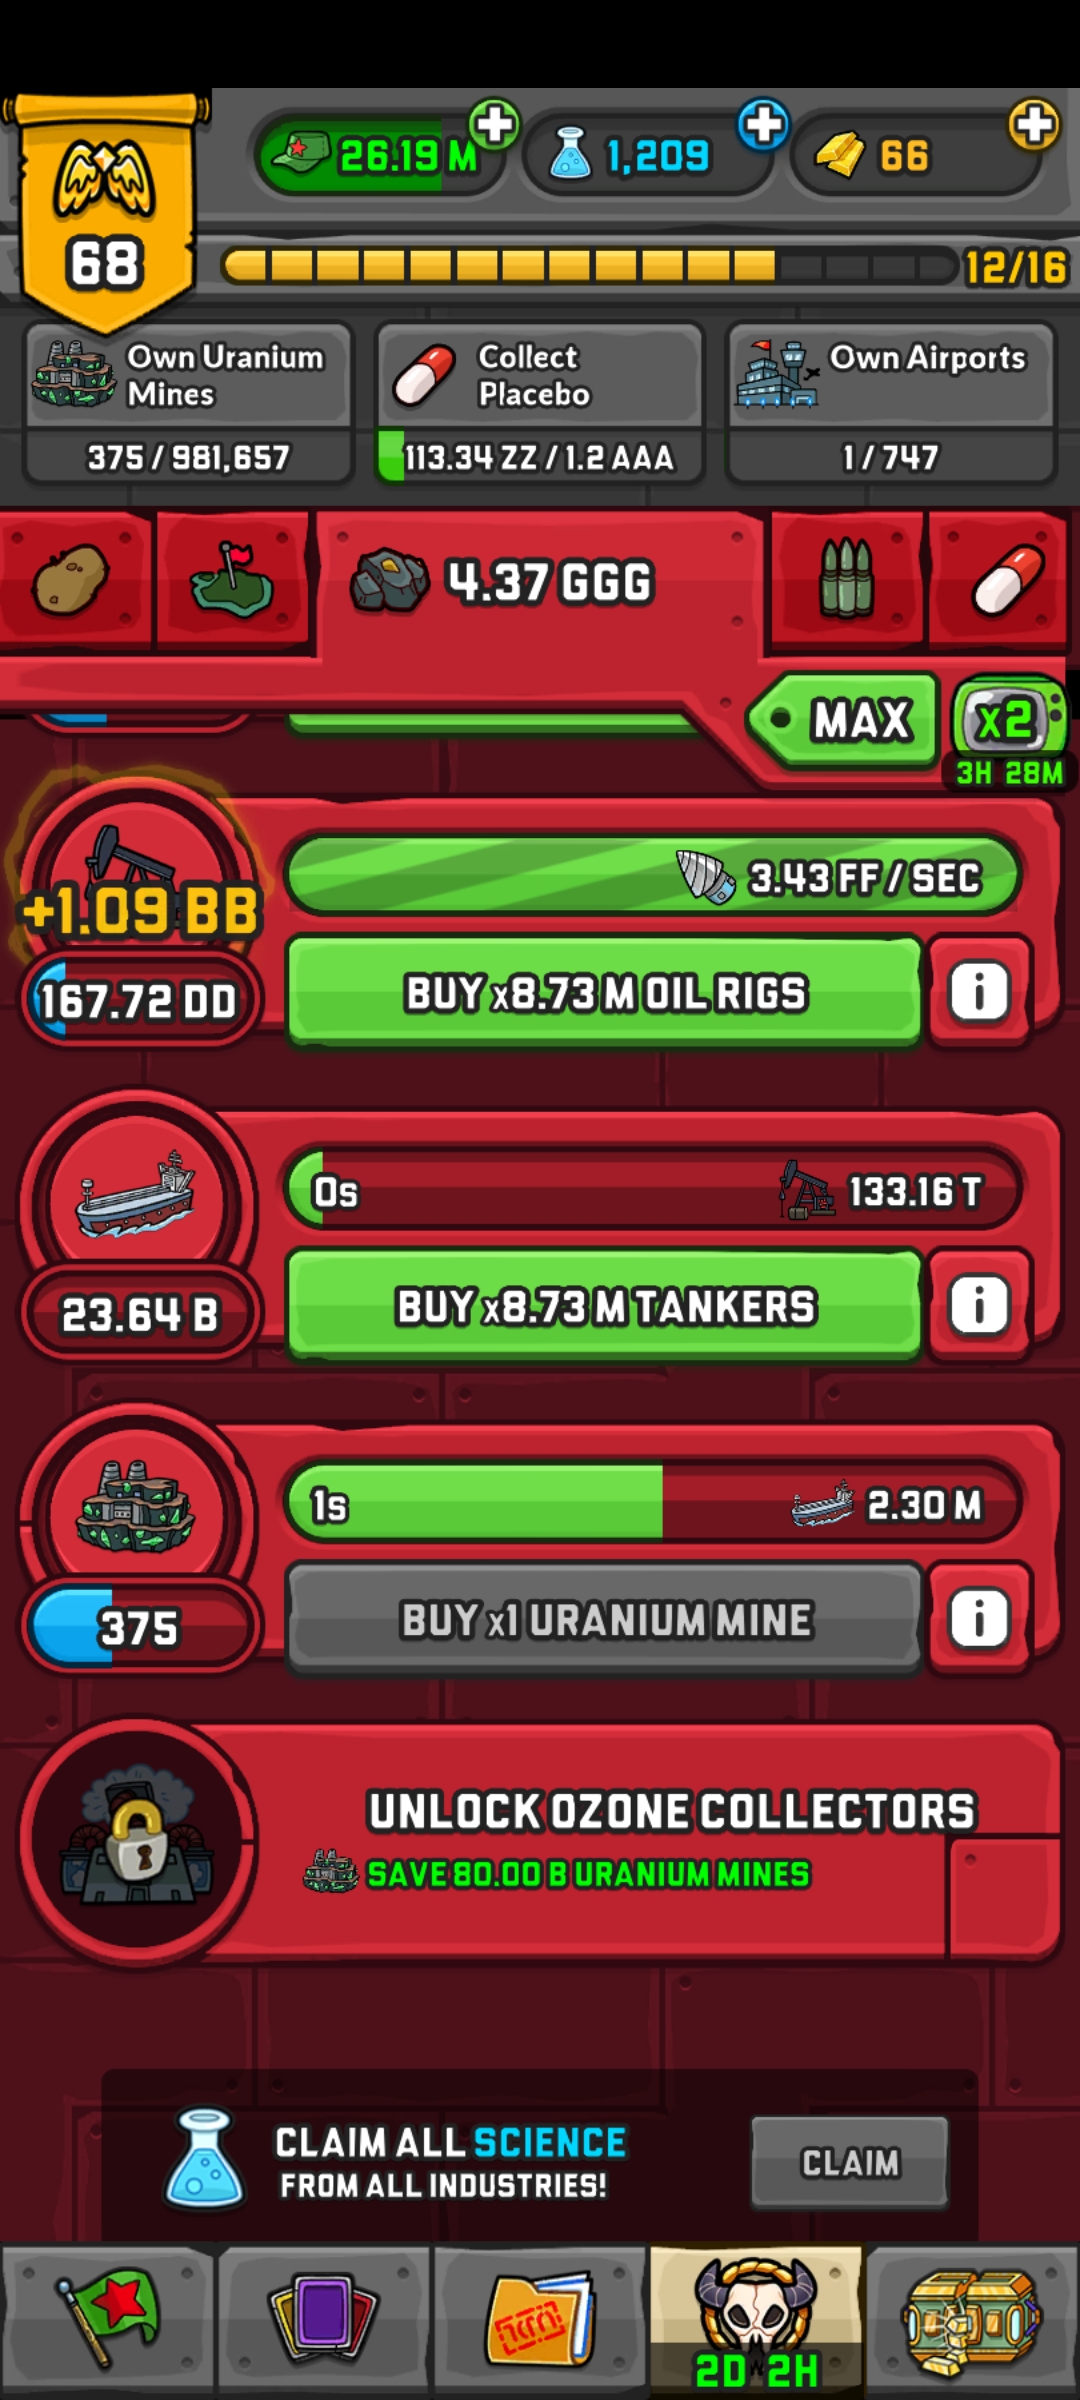 26.19 M
1,209
66
68
12/16
Own Uranium
Mines
375 / 981,657
Collect
Placebo
113.34 ZZ / 1.2 AAA
Own Airports
1 / 747
4.37 GGG
MAX
x2
3H 28M
3.43 FF / SEC
+1.09 BB
167.72 DD
BUY x8.73 M OIL RIGS
i
0s
133.16 T
23.64 B
BUY x8.73 M TANKERS
i
1s
2.30 M
375
BUY x1 URANIUM MINE
i
UNLOCK OZONE COLLECTORS
SAVE 80.00 B URANIUM MINES
CLAIM ALL SCIENCE
FROM ALL INDUSTRIES!
CLAIM
2D 2H